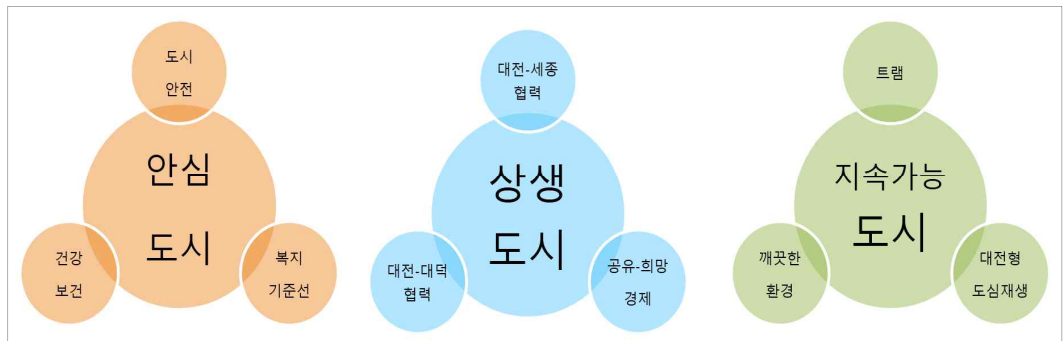 도시
안전
안심
도시
건강
보건
복지
기준선
대전-세종
협력
상생
도시
대전-대덕
협력
공유-희망
경제
트램
지속가능
도시
깨끗한
환경
대전형
도심재생